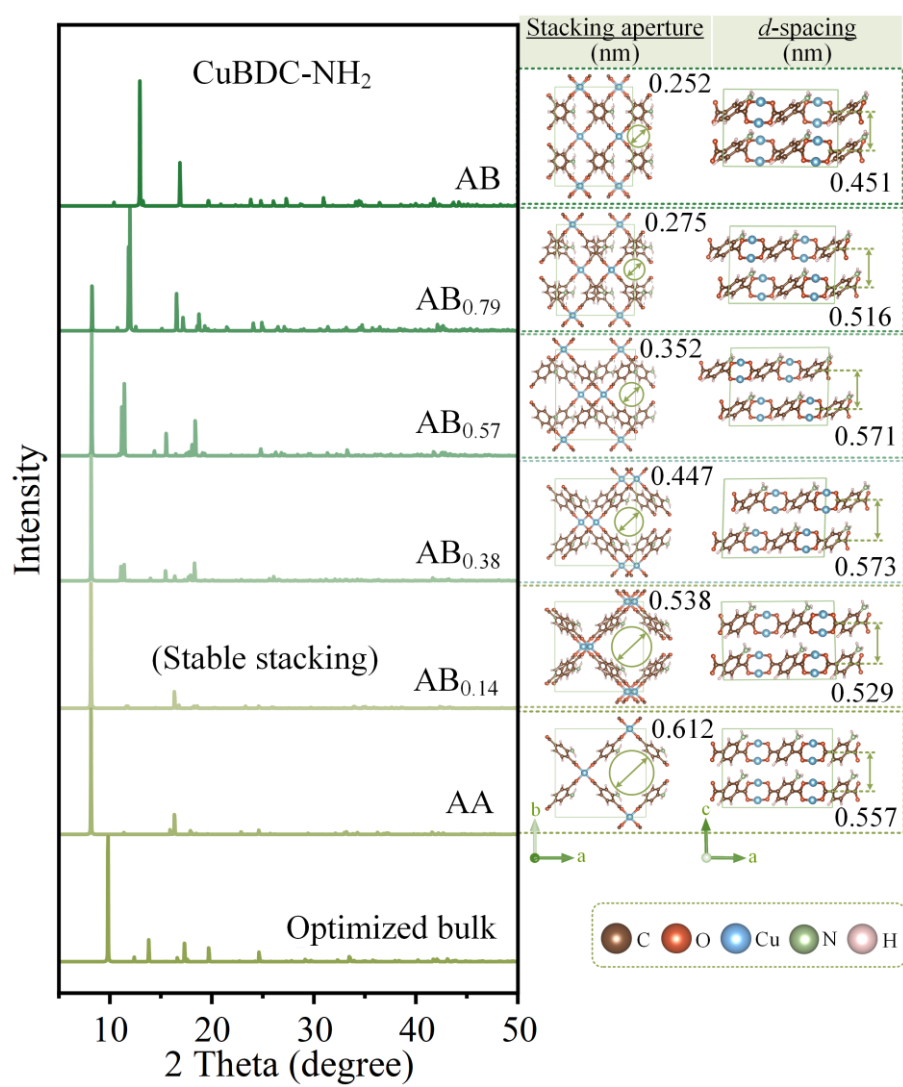 Stacking aperture
(nm)
d-spacing
(nm)
CuBDC-NH₂
AB
0.252
0.451
AB₀.₇₉
0.275
0.516
AB₀.₅₇
0.352
0.571
AB₀.₃₈
0.447
0.573
(Stable stacking)
AB₀.₁₄
0.538
0.529
AA
0.612
0.557
b
a
c
a
Optimized bulk
C O Cu N H
Intensity
10 20 30 40 50
2 Theta (degree)